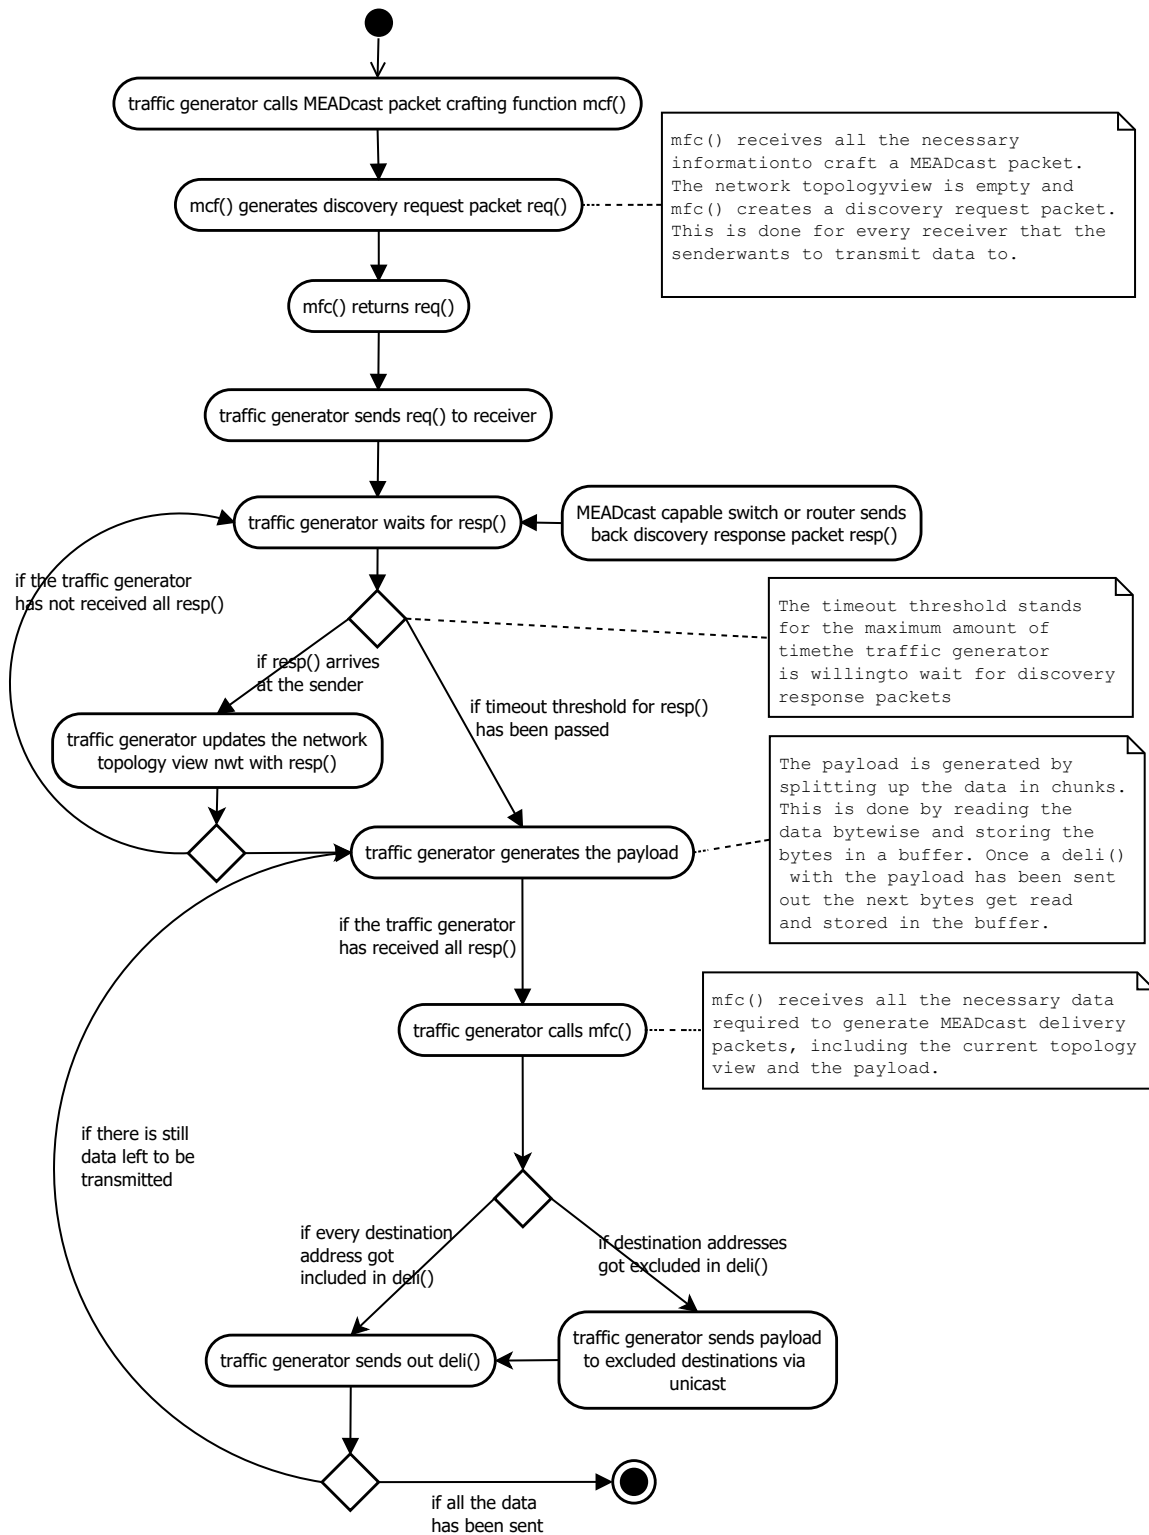 traffic generator calls MEADcast packet crafting function mcf()
mfc() receives all the necessary
informationto craft a MEADcast packet.
The network topologyview is empty and
mfc() creates a discovery request packet.
This is done for every receiver that the
senderwants to transmit data to.
mcf() generates discovery request packet req()
mfc() returns req()
traffic generator sends req() to receiver
traffic generator waits for resp()
MEADcast capable switch or router sends
back discovery response packet resp()
if the traffic generator
has not received all resp()
The timeout threshold stands
for the maximum amount of
timethe traffic generator
is willingto wait for discovery
response packets
if resp() arrives
at the sender
if timeout threshold for resp()
has been passed
traffic generator updates the network
topology view nwt with resp()
The payload is generated by
splitting up the data in chunks.
This is done by reading the
data bytewise and storing the
bytes in a buffer. Once a deli()
with the payload has been sent
out the next bytes get read
and stored in the buffer.
traffic generator generates the payload
if the traffic generator
has received all resp()
traffic generator calls mfc()
mfc() receives all the necessary data
required to generate MEADcast delivery
packets, including the current topology
view and the payload.
if there is still
data left to be
transmitted
if every destination
address got
included in deli()
if destination addresses
got excluded in deli()
traffic generator sends out deli()
traffic generator sends payload
to excluded destinations via
unicast
if all the data
has been sent